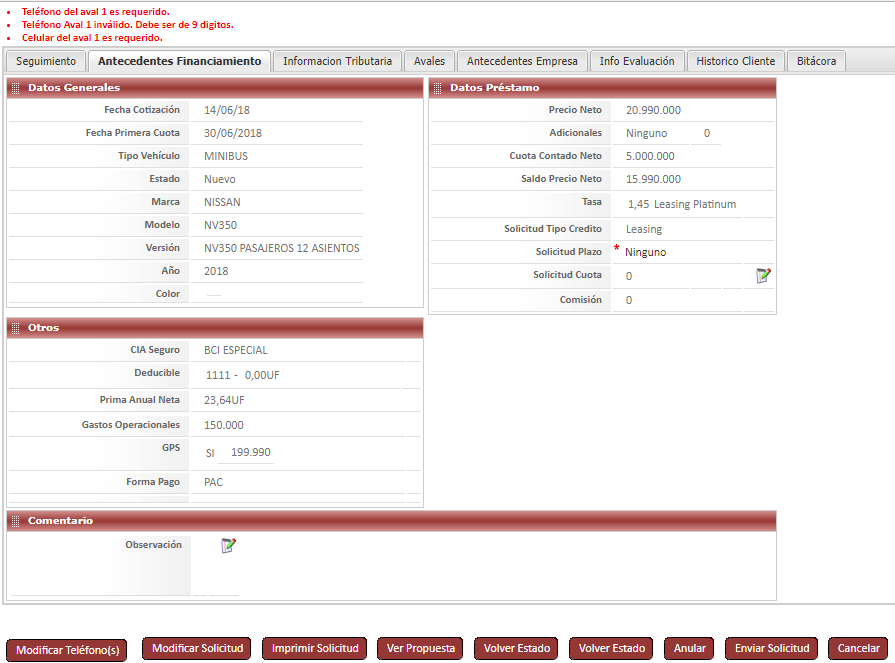 Teléfono del aval 1 es requerido.
Teléfono Aval 1 inválido. Debe ser de 9 digitos.
Celular del aval 1 es requerido.
Seguimiento Antecedentes Financiamiento Informacion Tributaria Avales Antecedentes Empresa Info Evaluación Historico Cliente Bitácora
Datos Generales
Fecha Cotización 14/06/18
Fecha Primera Cuota 30/06/2018
Tipo Vehículo MINIBUS
Estado Nuevo
Marca NISSAN
Modelo NV350
Versión NV350 PASAJEROS 12 ASIENTOS
Año 2018
Color
Datos Préstamo
Precio Neto 20.990.000
Adicionales Ninguno 0
Cuota Contado Neto 5.000.000
Saldo Precio Neto 15.990.000
Tasa 1,45 Leasing Platinum
Solicitud Tipo Credito Leasing
Solicitud Plazo * Ninguno
Solicitud Cuota 0
Comisión 0
Otros
CIA Seguro BCI ESPECIAL
Deducible 1111 - 0,00UF
Prima Anual Neta 23,64UF
Gastos Operacionales 150.000
GPS SI 199.990
Forma Pago PAC
Comentario
Observación
Modificar Teléfono(s) Modificar Solicitud Imprimir Solicitud Ver Propuesta Volver Estado Volver Estado Anular Enviar Solicitud Cancelar